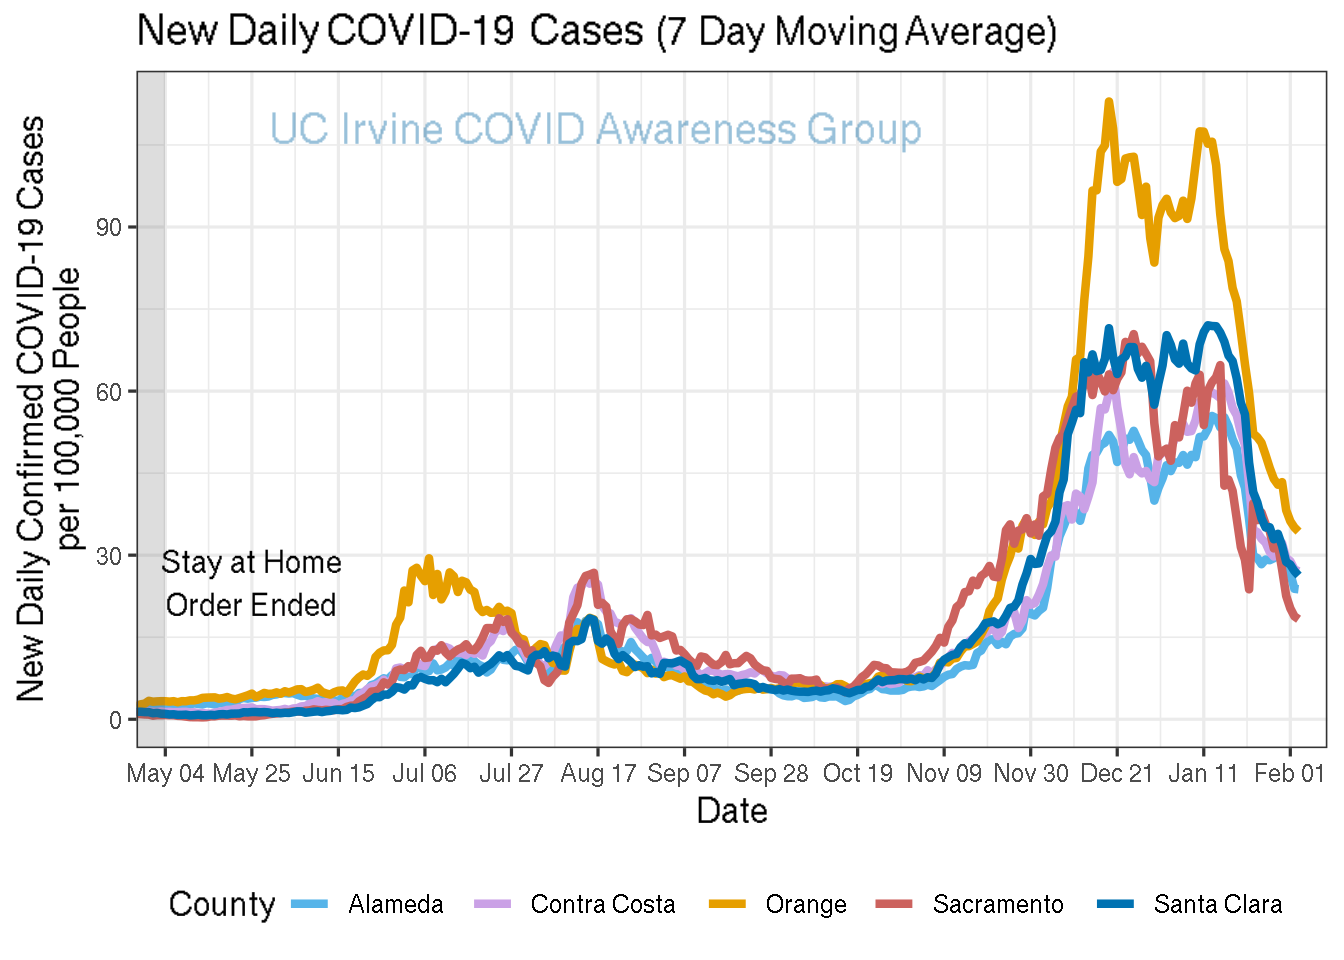 New Daily COVID-19 Cases (7 Day Moving Average)
UC Irvine COVID Awareness Group
New Daily Confirmed COVID-19 Cases
per 100,000 People
90
60
30
0
Stay at Home
Order Ended
May 04 May 25 Jun 15 Jul 06 Jul 27 Aug 17 Sep 07 Sep 28 Oct 19 Nov 09 Nov 30 Dec 21 Jan 11 Feb 01
Date
County Alameda Contra Costa Orange Sacramento Santa Clara